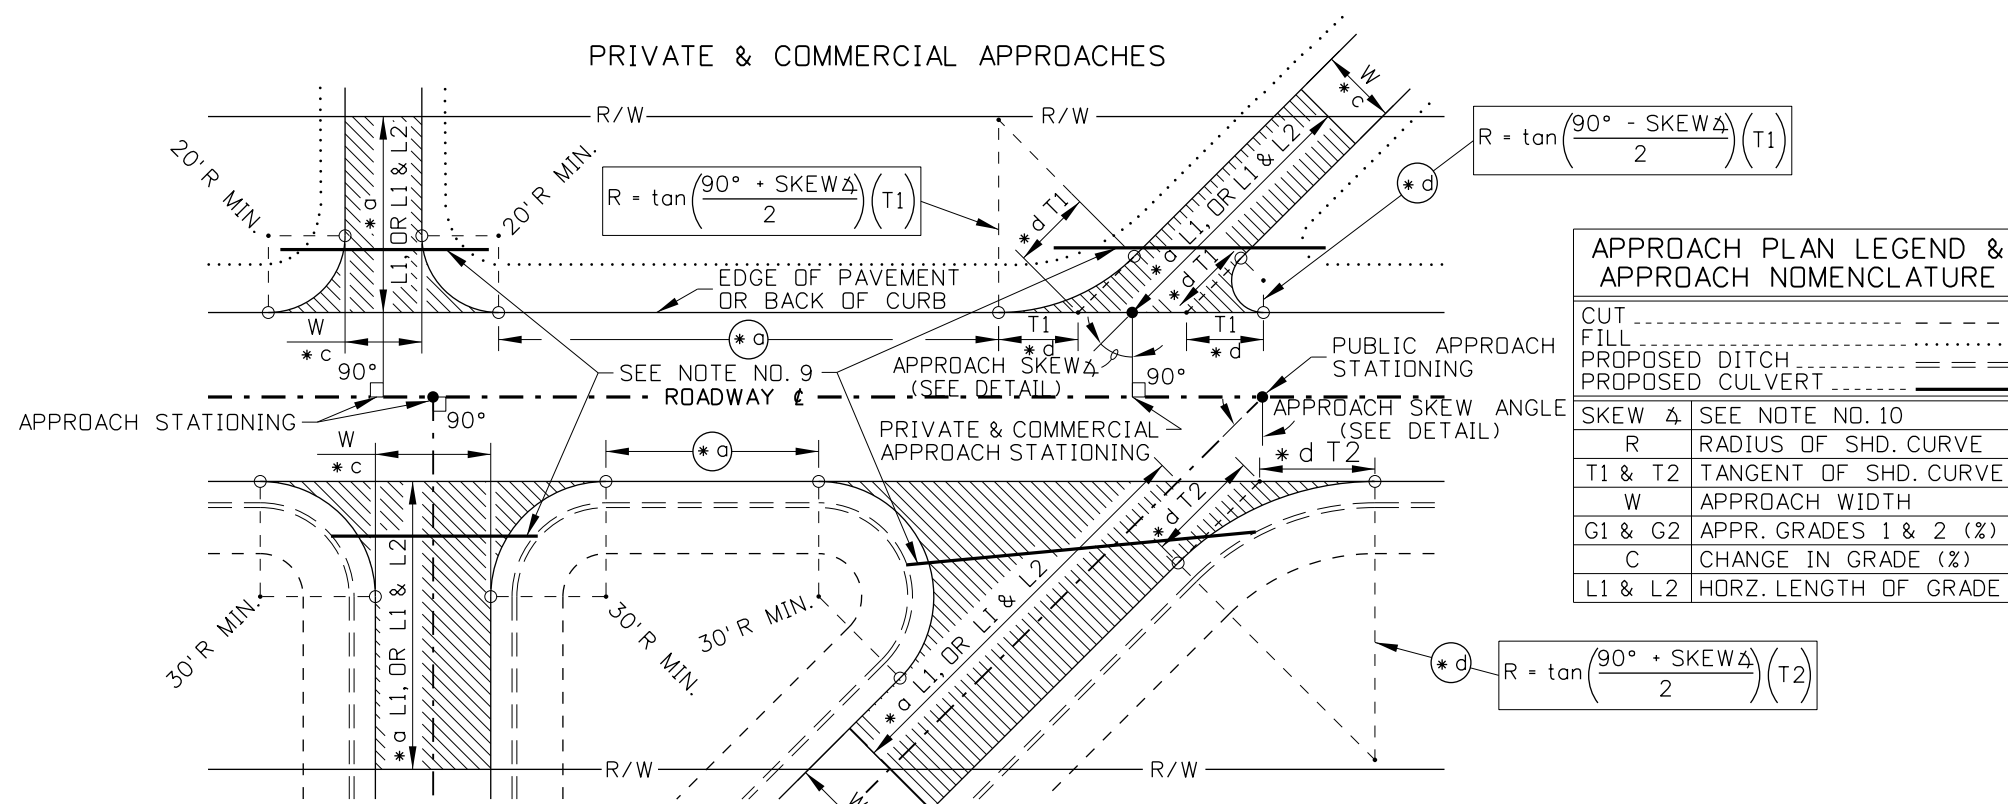 PRIVATE & COMMERCIAL APPROACHES
R/W
R/W
W
* c
20' R MIN.
20' R MIN.
* a
L1, OR L1 & L2
R = tan(90° + SKEW∡ / 2)(T1)
R = tan(90° - SKEW∡ / 2)(T1)
* d
* d T1
* a L1, OR L1 & L2
* d T1
EDGE OF PAVEMENT
OR BACK OF CURB
W
* c
* a
T1
* d
T1
* d
90°
SEE NOTE NO. 9
APPROACH SKEW∡
(SEE DETAIL)
90°
PUBLIC APPROACH
STATIONING
ROADWAY ℄
APPROACH STATIONING
90°
PRIVATE & COMMERCIAL
APPROACH STATIONING
APPROACH SKEW ANGLE
(SEE DETAIL)
W
* c
* a
* d T2
* d T2
* a L1, OR L1 & L2
30' R MIN.
30' R MIN.
30' R MIN.
* a L1, OR L1 & L2
* d
R = tan(90° + SKEW∡ / 2)(T2)
R/W
R/W
W
APPROACH PLAN LEGEND &
APPROACH NOMENCLATURE
CUT
FILL
PROPOSED DITCH
PROPOSED CULVERT
SKEW ∡ SEE NOTE NO. 10
R RADIUS OF SHD. CURVE
T1 & T2 TANGENT OF SHD. CURVE
W APPROACH WIDTH
G1 & G2 APPR. GRADES 1 & 2 (%)
C CHANGE IN GRADE (%)
L1 & L2 HORZ. LENGTH OF GRADE